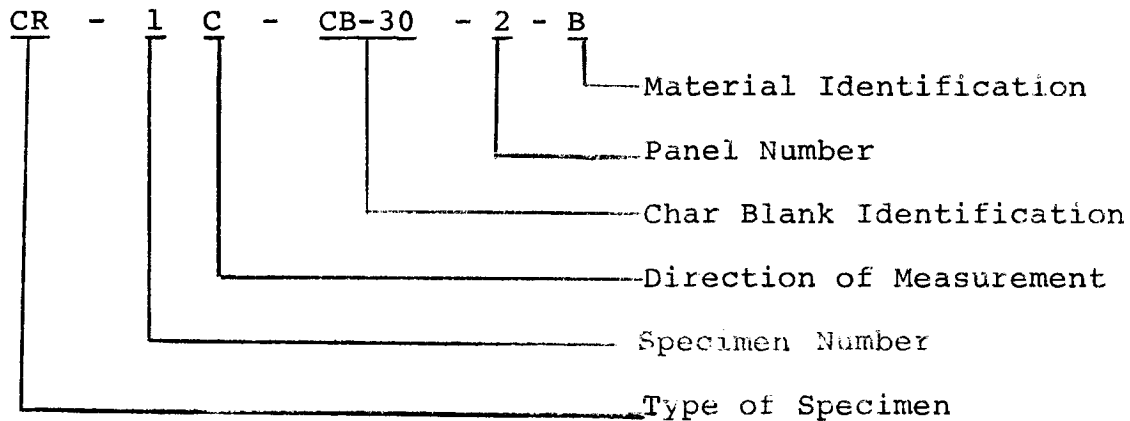 CR - 1 C - CB-30 - 2 - B
Material Identification
Panel Number
Char Blank Identification
Direction of Measurement
Specimen Number
Type of Specimen